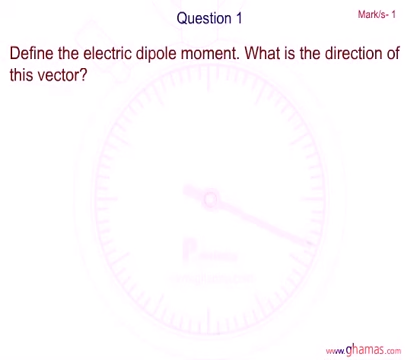 Question 1
Mark/s- 1
Define the electric dipole moment. What is the direction of
this vector?
www.ghamas.com